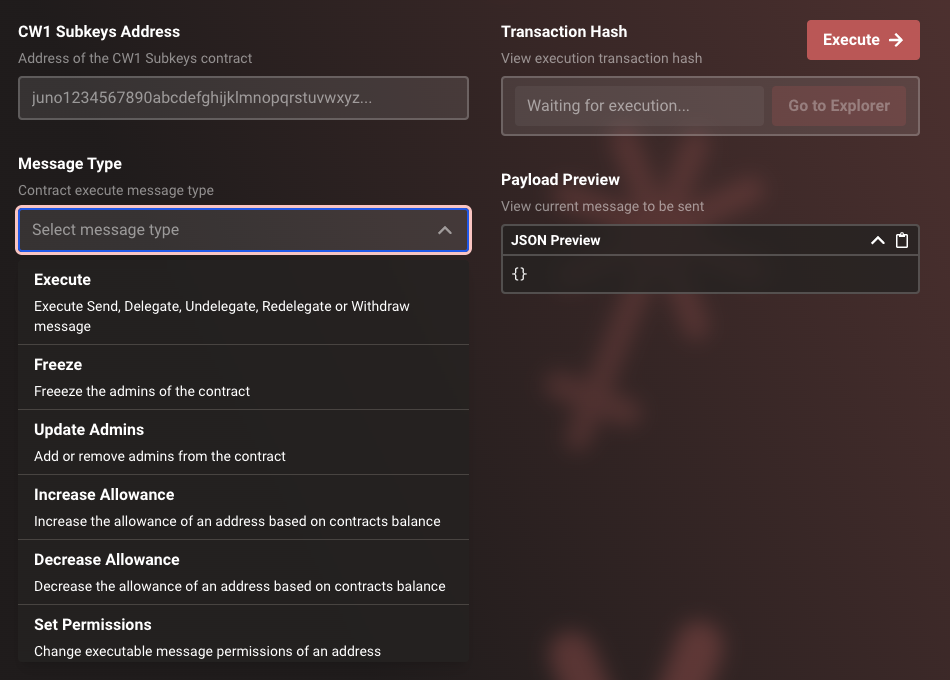 CW1 Subkeys Address
Address of the CW1 Subkeys contract
juno1234567890abcdefghijklmnopqrstuvwxyz...
Message Type
Contract execute message type
Select message type
Execute
Execute Send, Delegate, Undelegate, Redelegate or Withdraw
message
Freeze
Freeeze the admins of the contract
Update Admins
Add or remove admins from the contract
Increase Allowance
Increase the allowance of an address based on contracts balance
Decrease Allowance
Decrease the allowance of an address based on contracts balance
Set Permissions
Change executable message permissions of an address
Transaction Hash
View execution transaction hash
Execute →
Waiting for execution...
Go to Explorer
Payload Preview
View current message to be sent
JSON Preview
{}